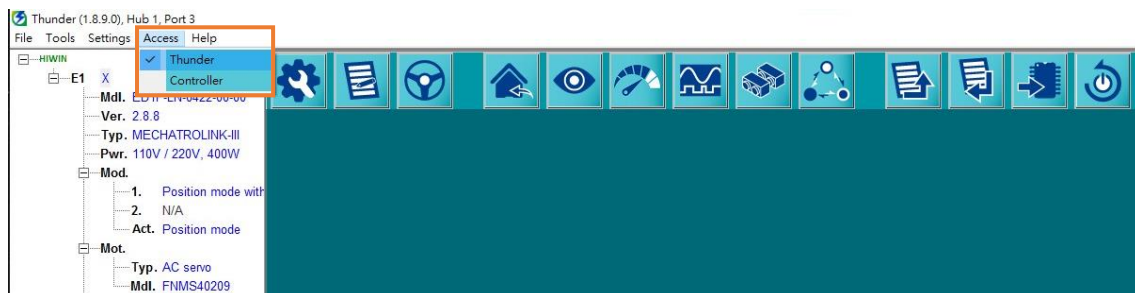 Thunder (1.8.9.0), Hub 1, Port 3
File Tools Settings Access Help
Thunder
Controller
HIWIN
E1 X
Mdl.
Ver. 2.8.8
Typ. MECHATROLINK-III
Pwr. 110V / 220V, 400W
Mod.
1. Position mode with
2. N/A
Act. Position mode
Mot.
Typ. AC servo
Mdl. FNMS40209